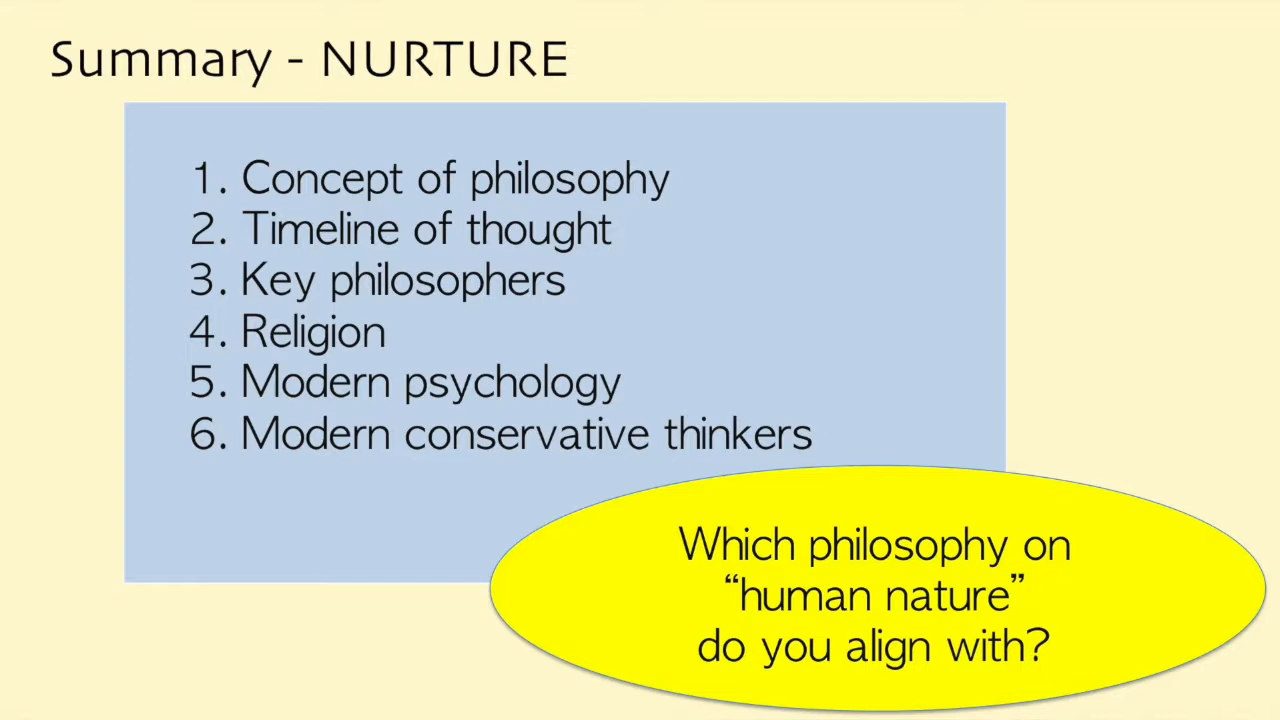 Summary - NURTURE
1. Concept of philosophy
2. Timeline of thought
3. Key philosophers
4. Religion
5. Modern psychology
6. Modern conservative thinkers
Which philosophy on
“human nature”
do you align with?